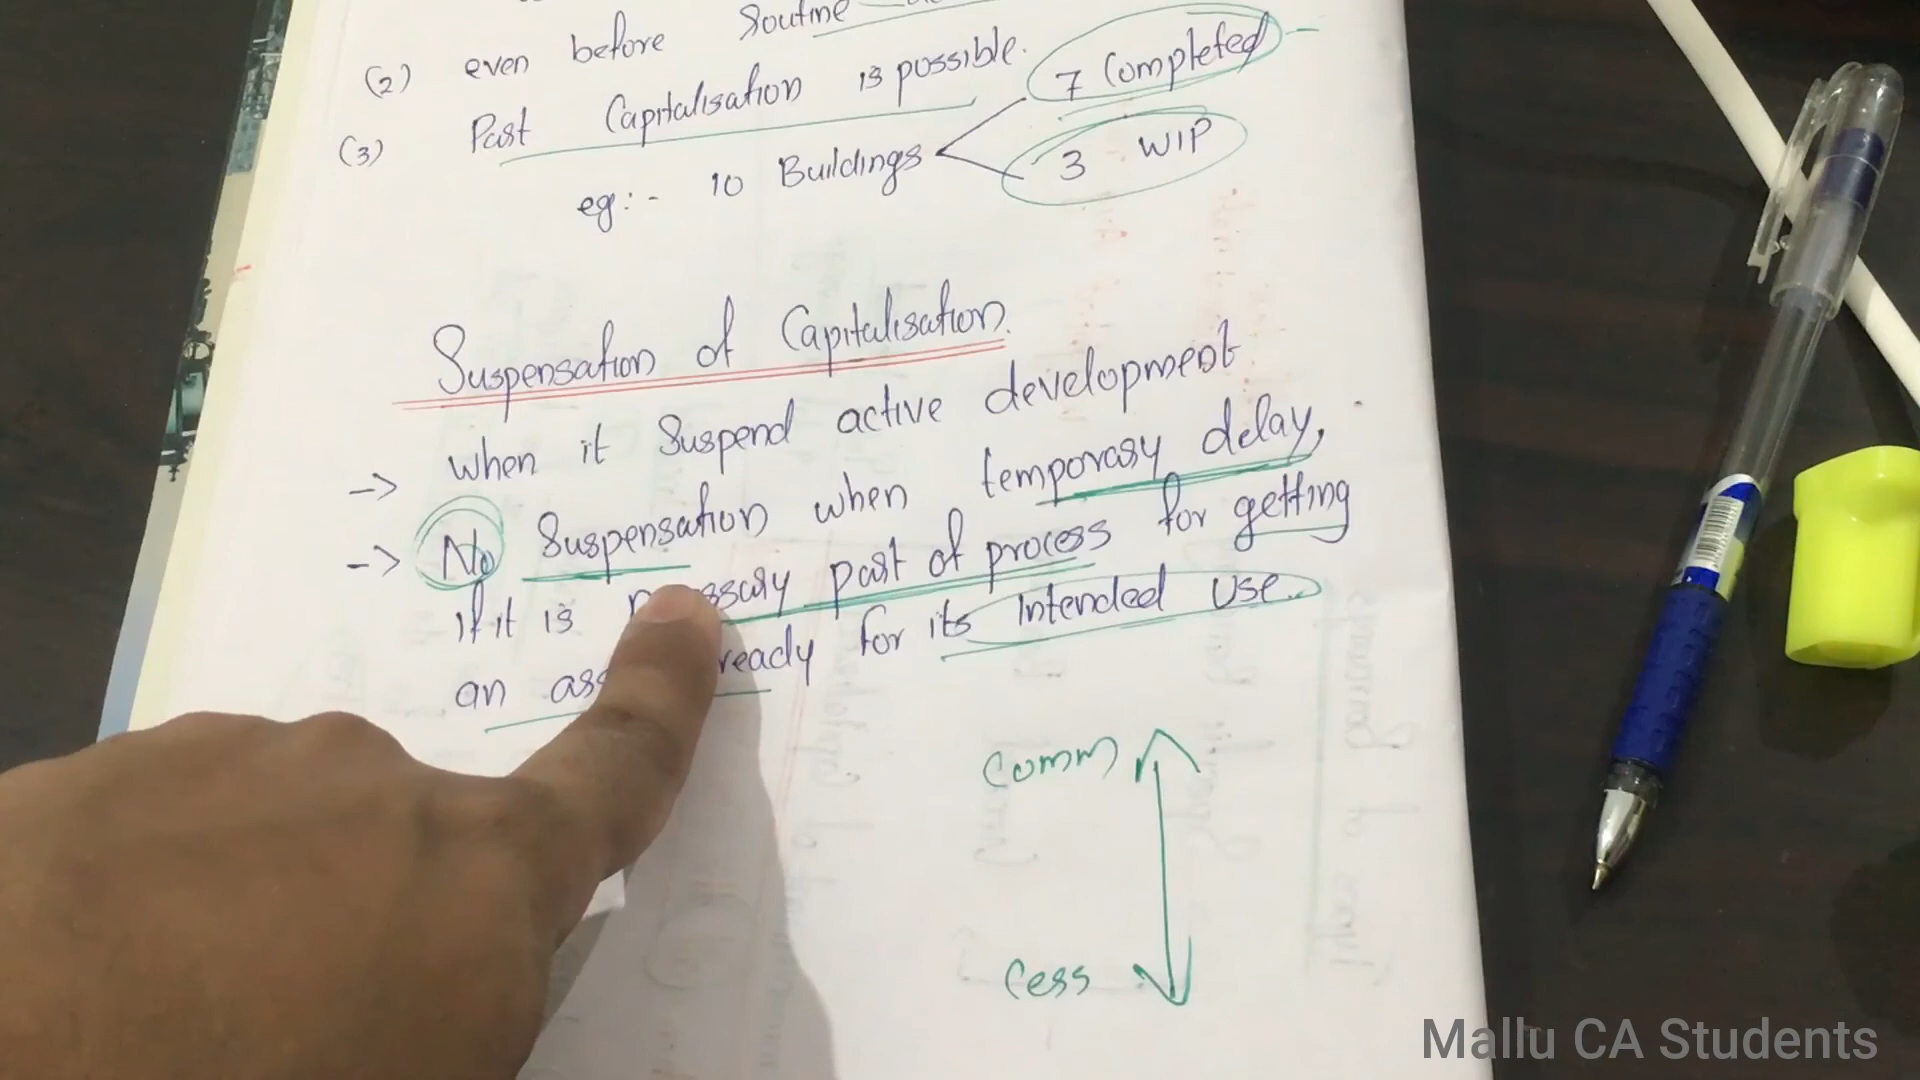 (2) even before Routine
(3) Part Capitalisation is possible.
7 Completed
eg:- 10 Buildings
3 WIP
Suspensation of Capitalisation.
-> when it Suspend active development
-> No Suspensation when temporary delay,
if it is part of process for getting
an ready for its Intended Use.
Comm
Cess
Mallu CA Students